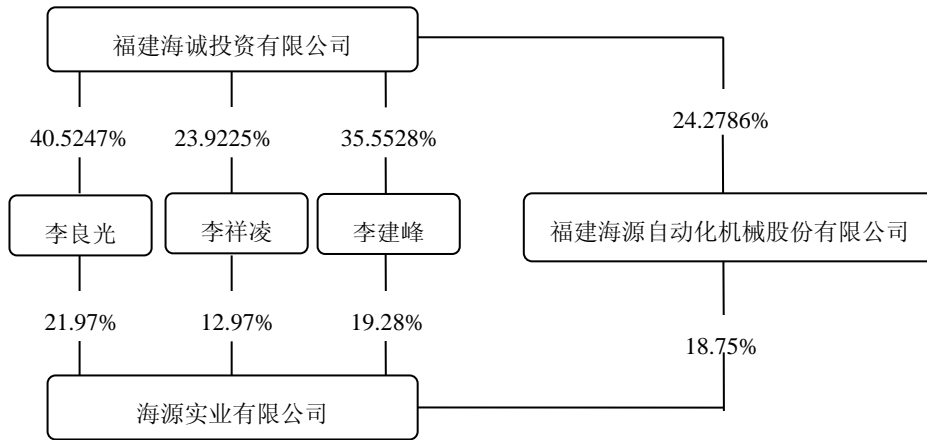 福建海诚投资有限公司
40.5247%
23.9225%
35.5528%
24.2786%
李良光
李祥凌
李建峰
福建海源自动化机械股份有限公司
21.97%
12.97%
19.28%
18.75%
海源实业有限公司